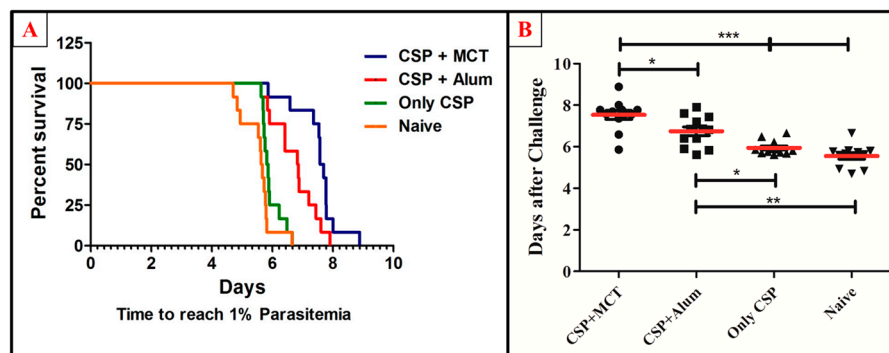 A
125
100
75
50
25
0
Percent survival
0 2 4 6 8 10
Days
Time to reach 1% Parasitemia
CSP + MCT
CSP + Alum
Only CSP
Naive
B
***
*
10
8
6
4
2
0
Days after Challenge
*
**
CSP+MCT
CSP+Alum
Only CSP
Naive